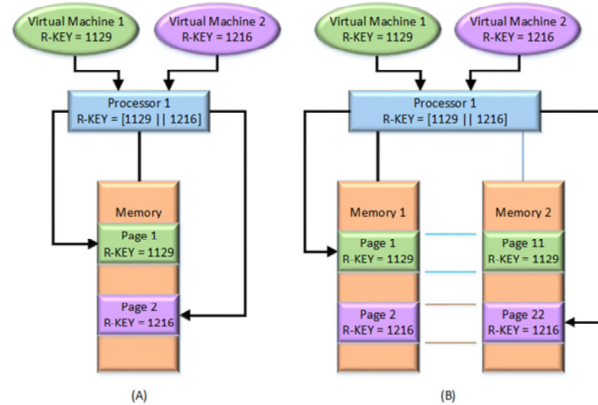 Virtual Machine 1
R-KEY = 1129
Virtual Machine 2
R-KEY = 1216
Processor 1
R-KEY = [1129 || 1216]
Memory
Page 1
R-KEY = 1129
Page 2
R-KEY = 1216
(A)
Virtual Machine 1
R-KEY = 1129
Virtual Machine 2
R-KEY = 1216
Processor 1
R-KEY = [1129 || 1216]
Memory 1
Page 1
R-KEY = 1129
Page 2
R-KEY = 1216
Memory 2
Page 11
R-KEY = 1129
Page 22
R-KEY = 1216
(B)